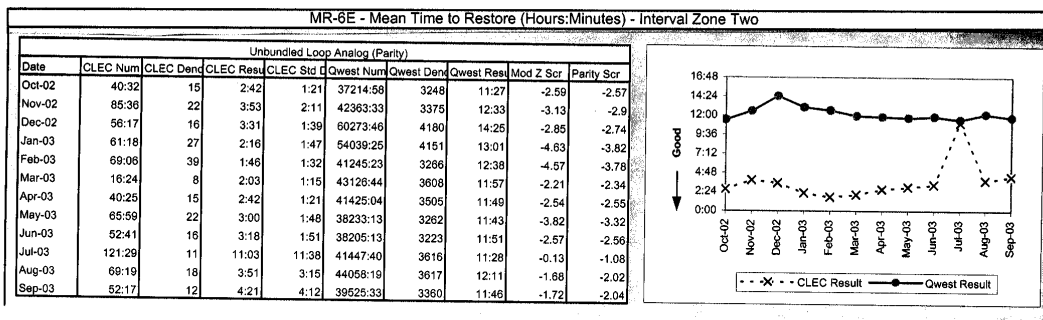 MR-6E - Mean Time to Restore (Hours:Minutes) - Interval Zone Two
Unbundled Loop Analog (Parity)
Date CLEC Num CLEC Deno CLEC Resu CLEC Std D Qwest Num Qwest Deno Qwest Resu Mod Z Scr Parity Scr
Oct-02 40:32 15 2:42 1:21 37214:58 3248 11:27 -2.59 -2.57
Nov-02 85:36 22 3:53 2:11 42363:33 3375 12:33 -3.13 -2.9
Dec-02 56:17 16 3:31 1:39 60273:46 4180 14:25 -2.85 -2.74
Jan-03 61:18 27 2:16 1:47 54039:25 4151 13:01 -4.63 -3.82
Feb-03 69:06 39 1:46 1:32 41245:23 3266 12:38 -4.57 -3.78
Mar-03 16:24 8 2:03 1:15 43126:44 3608 11:57 -2.21 -2.34
Apr-03 40:25 15 2:42 1:21 41425:04 3505 11:49 -2.54 -2.55
May-03 65:59 22 3:00 1:48 38233:13 3262 11:43 -3.82 -3.32
Jun-03 52:41 16 3:18 1:51 38205:13 3223 11:51 -2.57 -2.56
Jul-03 121:29 11 11:03 11:38 41447:40 3616 11:28 -0.13 -1.08
Aug-03 69:19 18 3:51 3:15 44058:19 3617 12:11 -1.68 -2.02
Sep-03 52:17 12 4:21 4:12 39525:33 3360 11:46 -1.72 -2.04
16:48
14:24
12:00
9:36
7:12
4:48
2:24
0:00
Good
Oct-02 Nov-02 Dec-02 Jan-03 Feb-03 Mar-03 Apr-03 May-03 Jun-03 Jul-03 Aug-03 Sep-03
CLEC Result Qwest Result